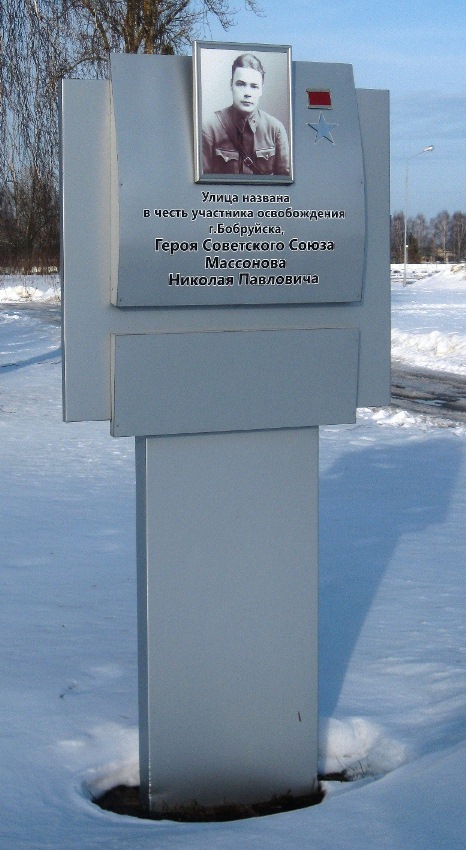 Улица названа
в честь участника освобождения
г.Бобруйска,
Героя Советского Союза
Массонова
Николая Павловича